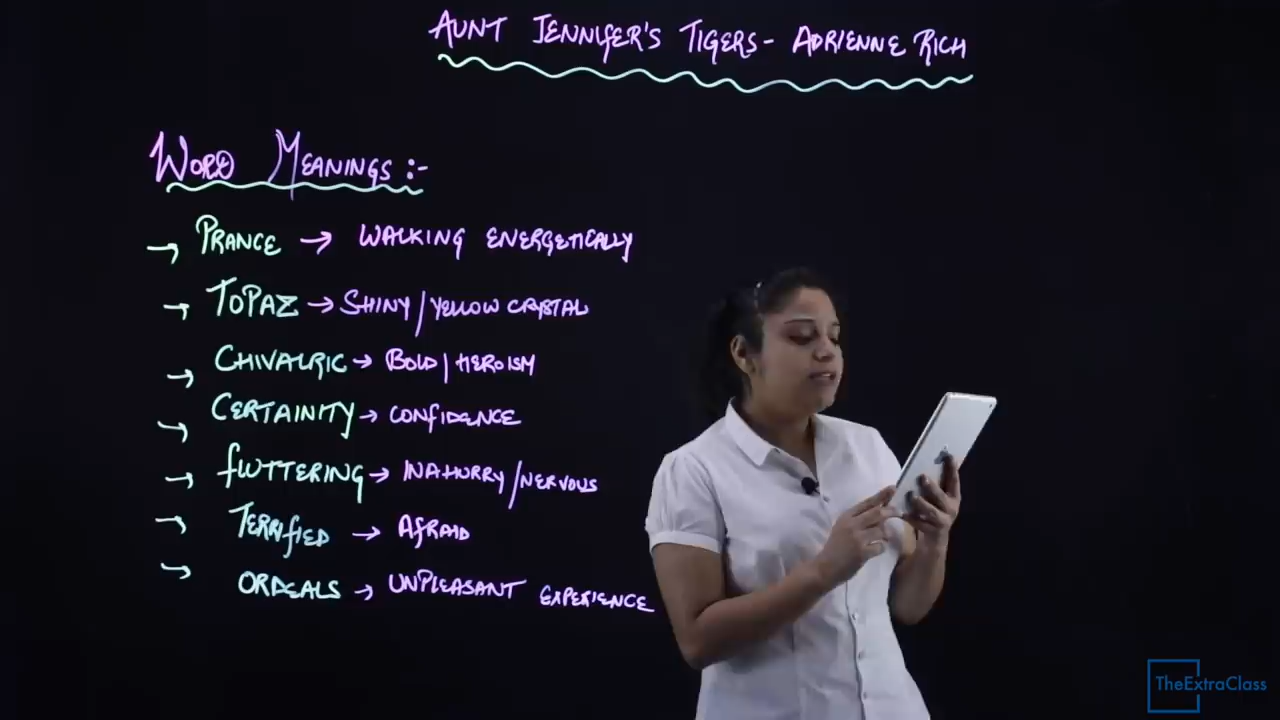 AUNT JENNIFER'S TIGERS - ADRIENNE RICH
WORD MEANINGS :-
→ PRANCE → WALKING ENERGETICALLY
→ TOPAZ → SHINY / YELLOW CRYSTAL
→ CHIVALRIC → BOLD / HEROISM
→ CERTAINITY → CONFIDENCE
→ FLUTTERING → IN A HURRY / NERVOUS
→ TERRIFIED → AFRAID
→ ORDEALS → UNPLEASANT EXPERIENCE
TheExtraClass